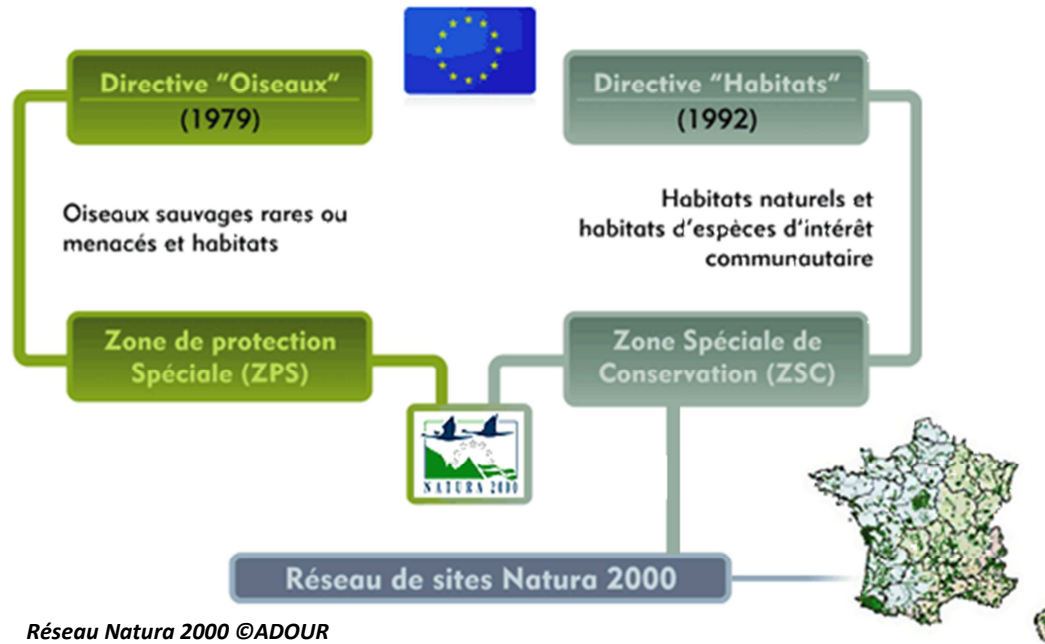 Directive "Oiseaux"
(1979)
Directive "Habitats"
(1992)
Oiseaux sauvages rares ou
menacés et habitats
Habitats naturels et
habitats d'espèces d'intérêt
communautaire
Zone de protection
Spéciale (ZPS)
Zone Spéciale de
Conservation (ZSC)
NATURA 2000
Réseau de sites Natura 2000
Réseau Natura 2000 ©ADOUR